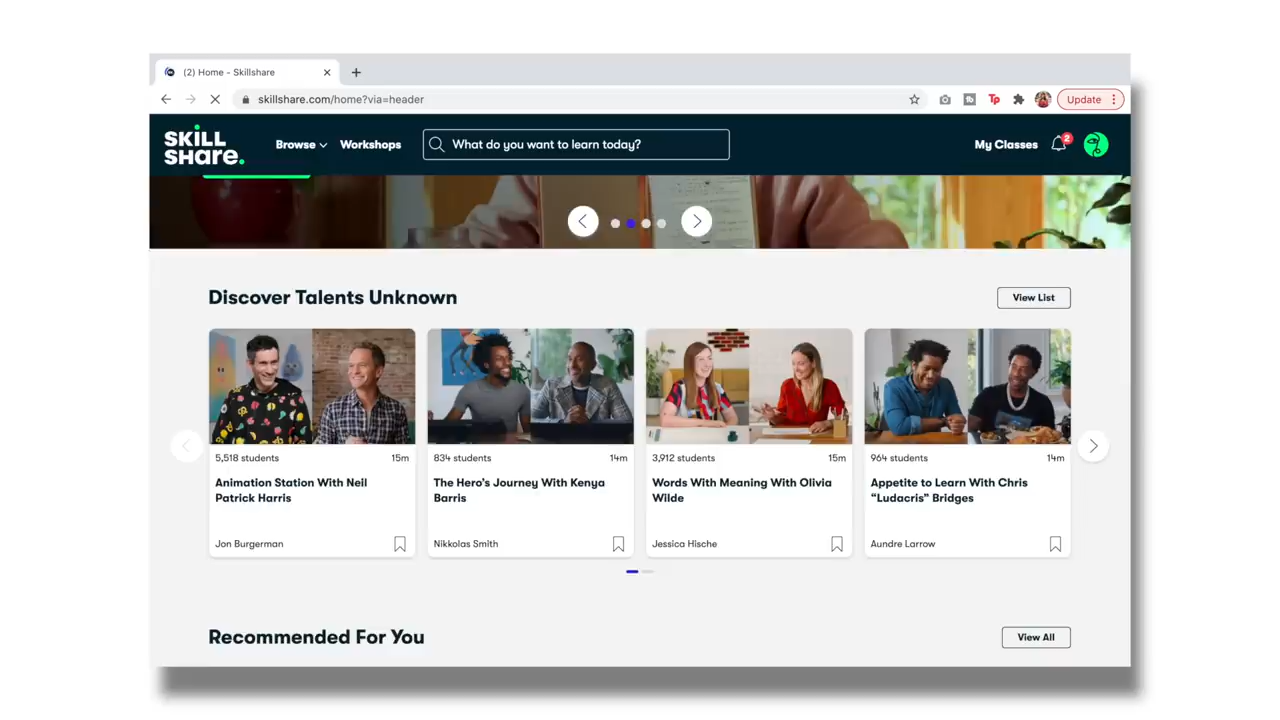 (2) Home - Skillshare
skillshare.com/home?via=header
Tp
Update
SKILL
SHare.
Browse
Workshops
What do you want to learn today?
My Classes
2
Discover Talents Unknown
View List
5,518 students
15m
Animation Station With Neil
Patrick Harris
Jon Burgerman
834 students
14m
The Hero's Journey With Kenya
Barris
Nikkolas Smith
3,912 students
15m
Words With Meaning With Olivia
Wilde
Jessica Hische
964 students
14m
Appetite to Learn With Chris
“Ludacris” Bridges
Aundre Larrow
Recommended For You
View All